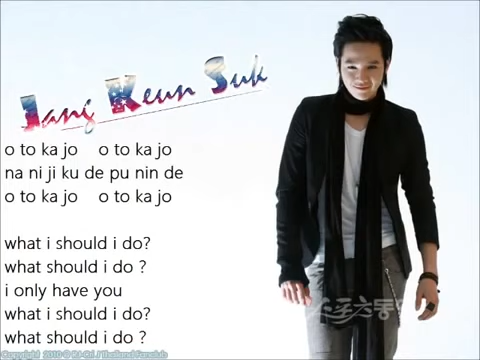 Jang Keun Suk
o to ka jo o to ka jo
na ni ji ku de pu nin de
o to ka jo o to ka jo
what i should i do?
what should i do ?
i only have you
what i should i do?
what should i do ?